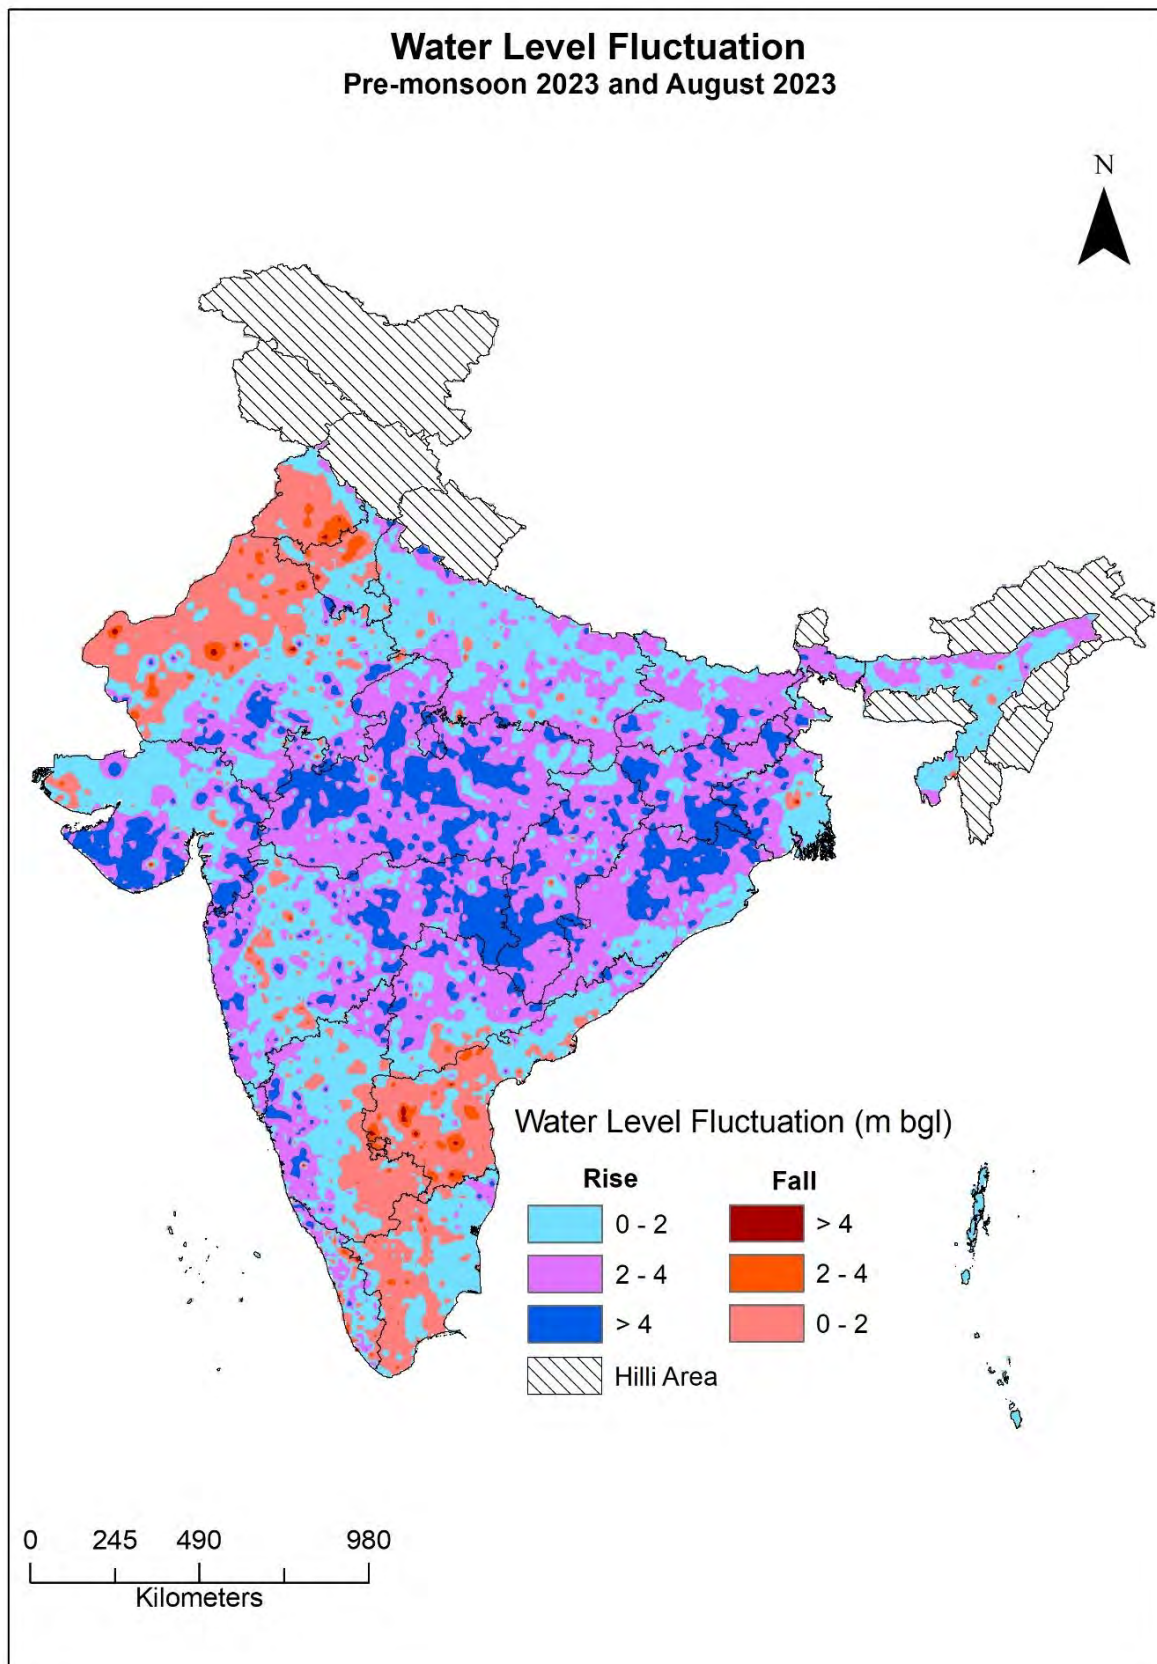 Water Level Fluctuation
Pre-monsoon 2023 and August 2023
N
Water Level Fluctuation (m bgl)
Rise Fall
0 - 2 > 4
2 - 4 2 - 4
> 4 0 - 2
Hilli Area
0 245 490 980
Kilometers